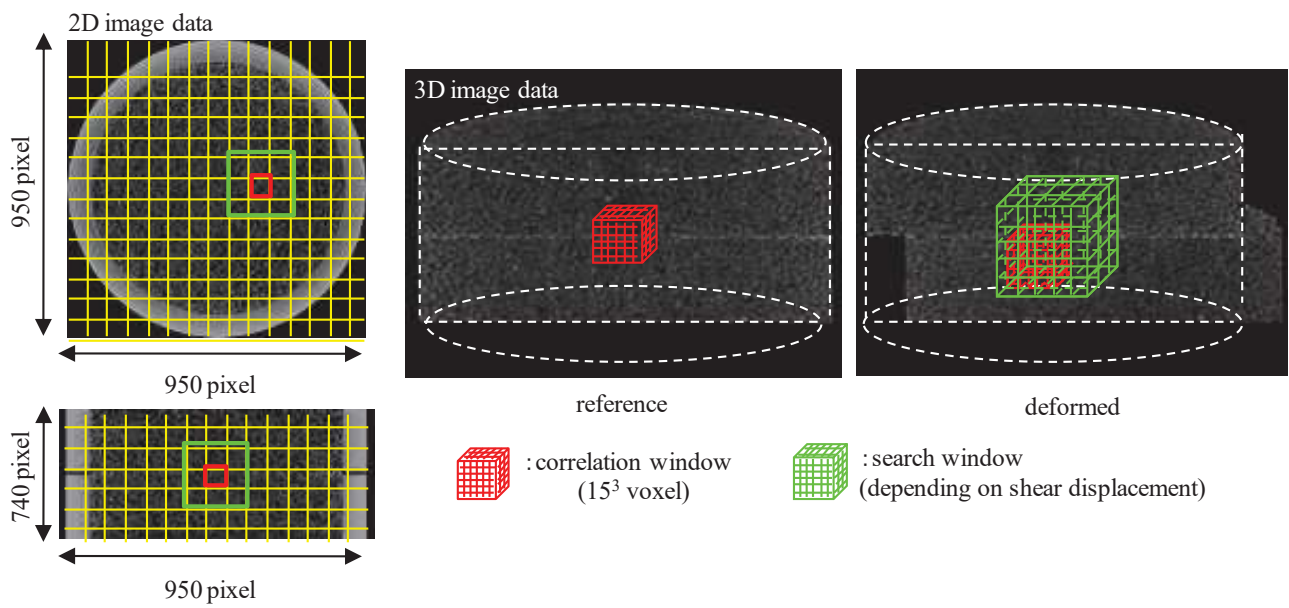 2D image data
950 pixel
950 pixel
740 pixel
950 pixel
3D image data
reference
deformed
:correlation window
(15³ voxel)
:search window
(depending on shear displacement)